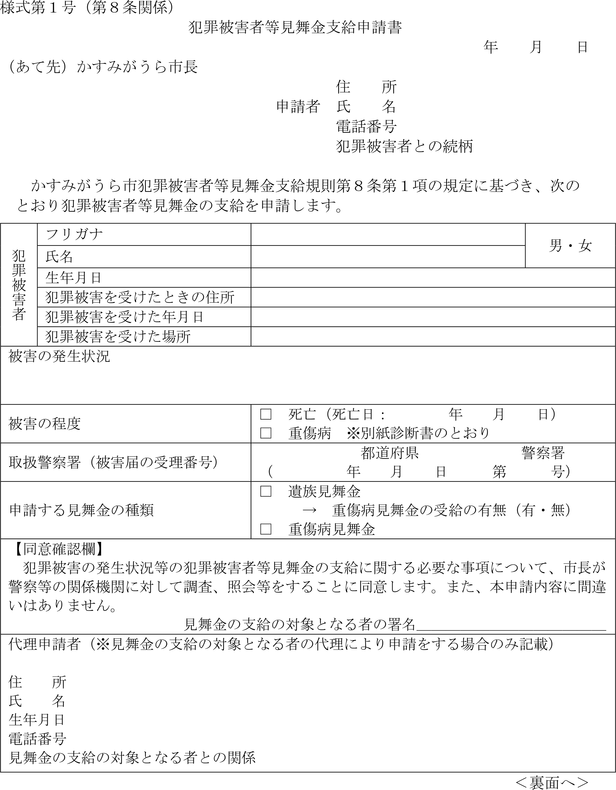 様式第１号（第８条関係）
犯罪被害者等見舞金支給申請書
年　　月　　日
（あて先）かすみがうら市長
住　　所
申請者　氏　　名
電話番号
犯罪被害者との続柄
かすみがうら市犯罪被害者等見舞金支給規則第８条第１項の規定に基づき、次の
とおり犯罪被害者等見舞金の支給を申請します。
犯罪被害者
フリガナ
男・女
氏名
生年月日
犯罪被害を受けたときの住所
犯罪被害を受けた年月日
犯罪被害を受けた場所
被害の発生状況
被害の程度
□　死亡（死亡日：　　　　年　　月　　日）
□　重傷病　※別紙診断書のとおり
取扱警察署（被害届の受理番号）
都道府県　　　　　　　警察署
（　　　　　年　　月　　日　　　第　　　号）
申請する見舞金の種類
□　遺族見舞金
→　重傷病見舞金の受給の有無（有・無）
□　重傷病見舞金
【同意確認欄】
犯罪被害の発生状況等の犯罪被害者等見舞金の支給に関する必要な事項について、市長が
警察等の関係機関に対して調査、照会等をすることに同意します。また、本申請内容に間違
いはありません。
見舞金の支給の対象となる者の署名
代理申請者（※見舞金の支給の対象となる者の代理により申請をする場合のみ記載）
住　　所
氏　　名
生年月日
電話番号
見舞金の支給の対象となる者との関係
＜裏面へ＞